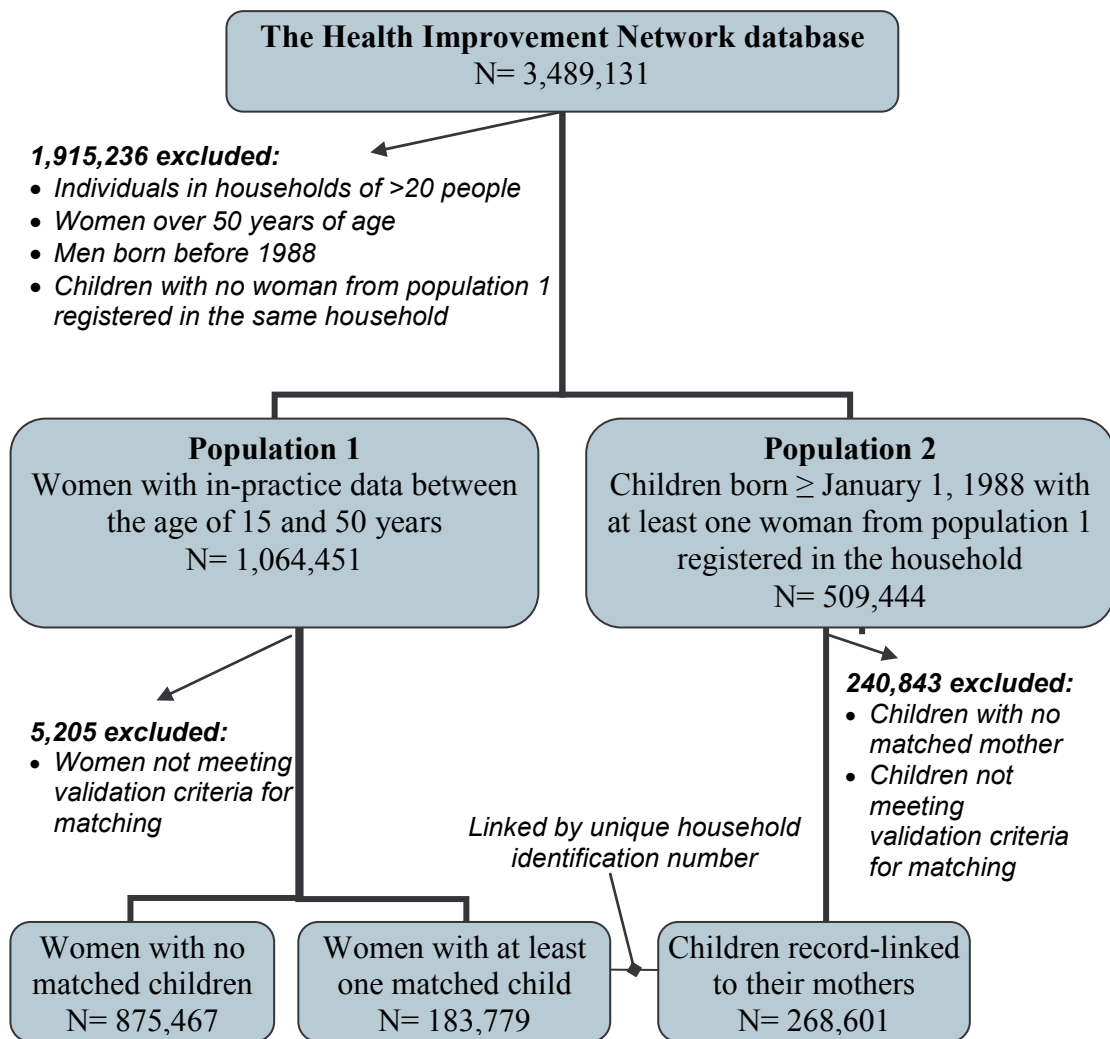 The Health Improvement Network database
N= 3,489,131
1,915,236 excluded:
• Individuals in households of >20 people
• Women over 50 years of age
• Men born before 1988
• Children with no woman from population 1
registered in the same household
Population 1
Women with in-practice data between
the age of 15 and 50 years
N= 1,064,451
Population 2
Children born ≥ January 1, 1988 with
at least one woman from population 1
registered in the household
N= 509,444
5,205 excluded:
• Women not meeting
validation criteria for
matching
240,843 excluded:
• Children with no
matched mother
• Children not
meeting
validation criteria
for matching
Linked by unique household
identification number
Women with no
matched children
N= 875,467
Women with at least
one matched child
N= 183,779
Children record-linked
to their mothers
N= 268,601